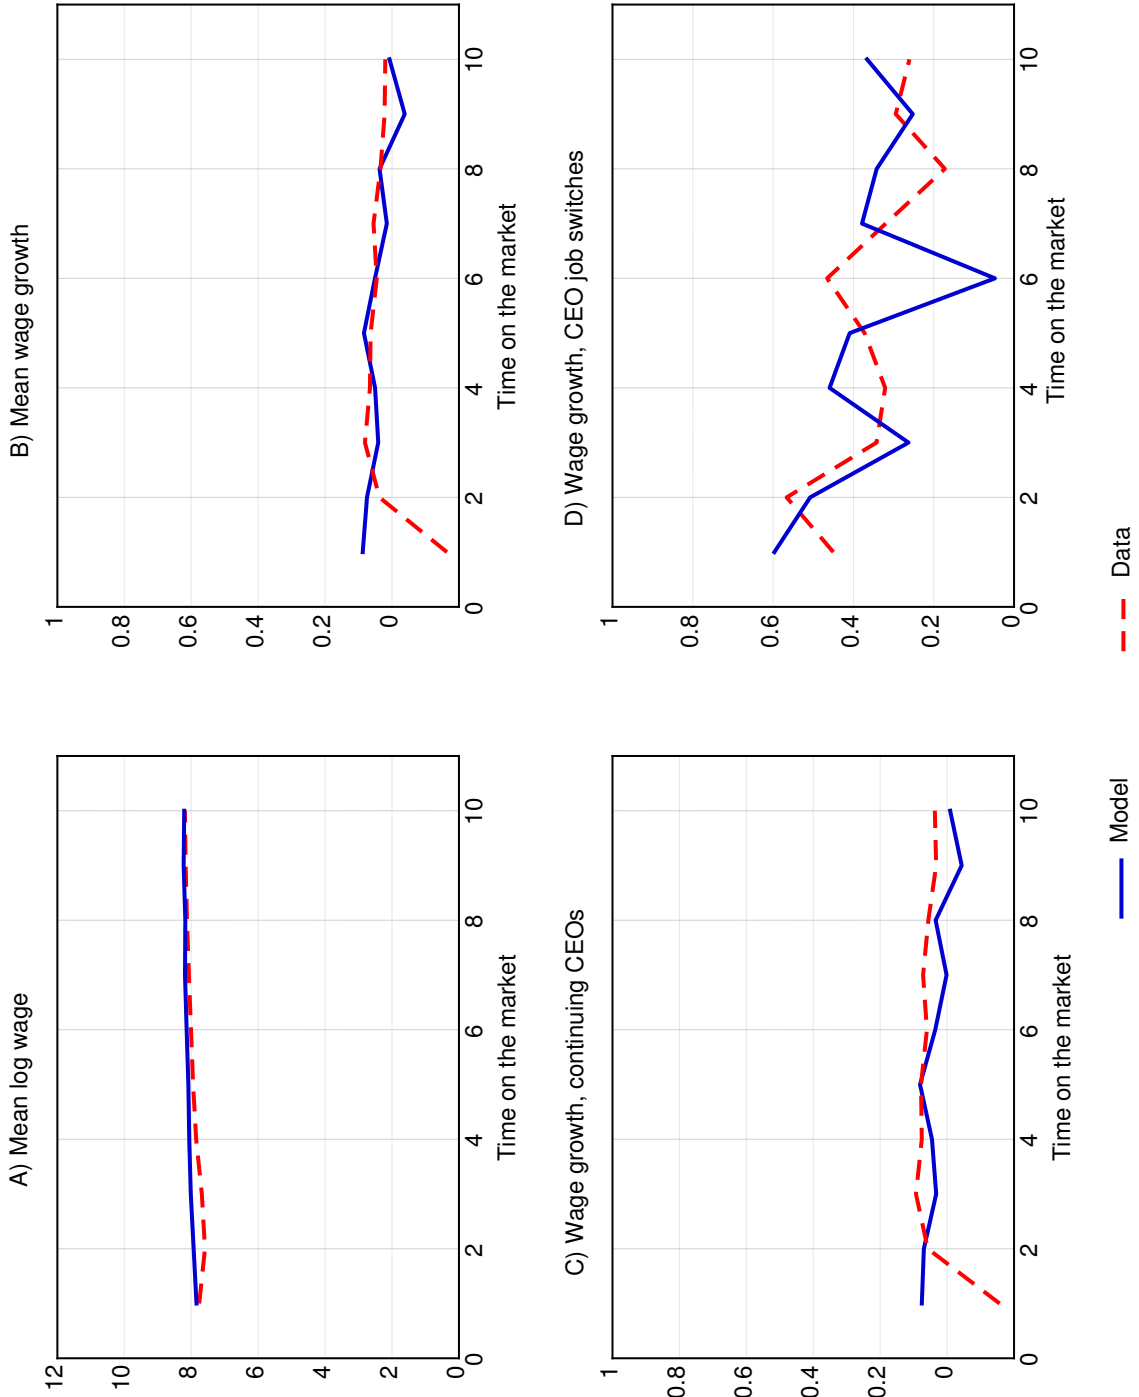 A) Mean log wage
12
10
8
6
4
2
0
0 2 4 6 8 10
Time on the market
B) Mean wage growth
1
0.8
0.6
0.4
0.2
0
0 2 4 6 8 10
Time on the market
C) Wage growth, continuing CEOs
1
0.8
0.6
0.4
0.2
0
0 2 4 6 8 10
Time on the market
D) Wage growth, CEO job switches
1
0.8
0.6
0.4
0.2
0
0 2 4 6 8 10
Time on the market
Model Data